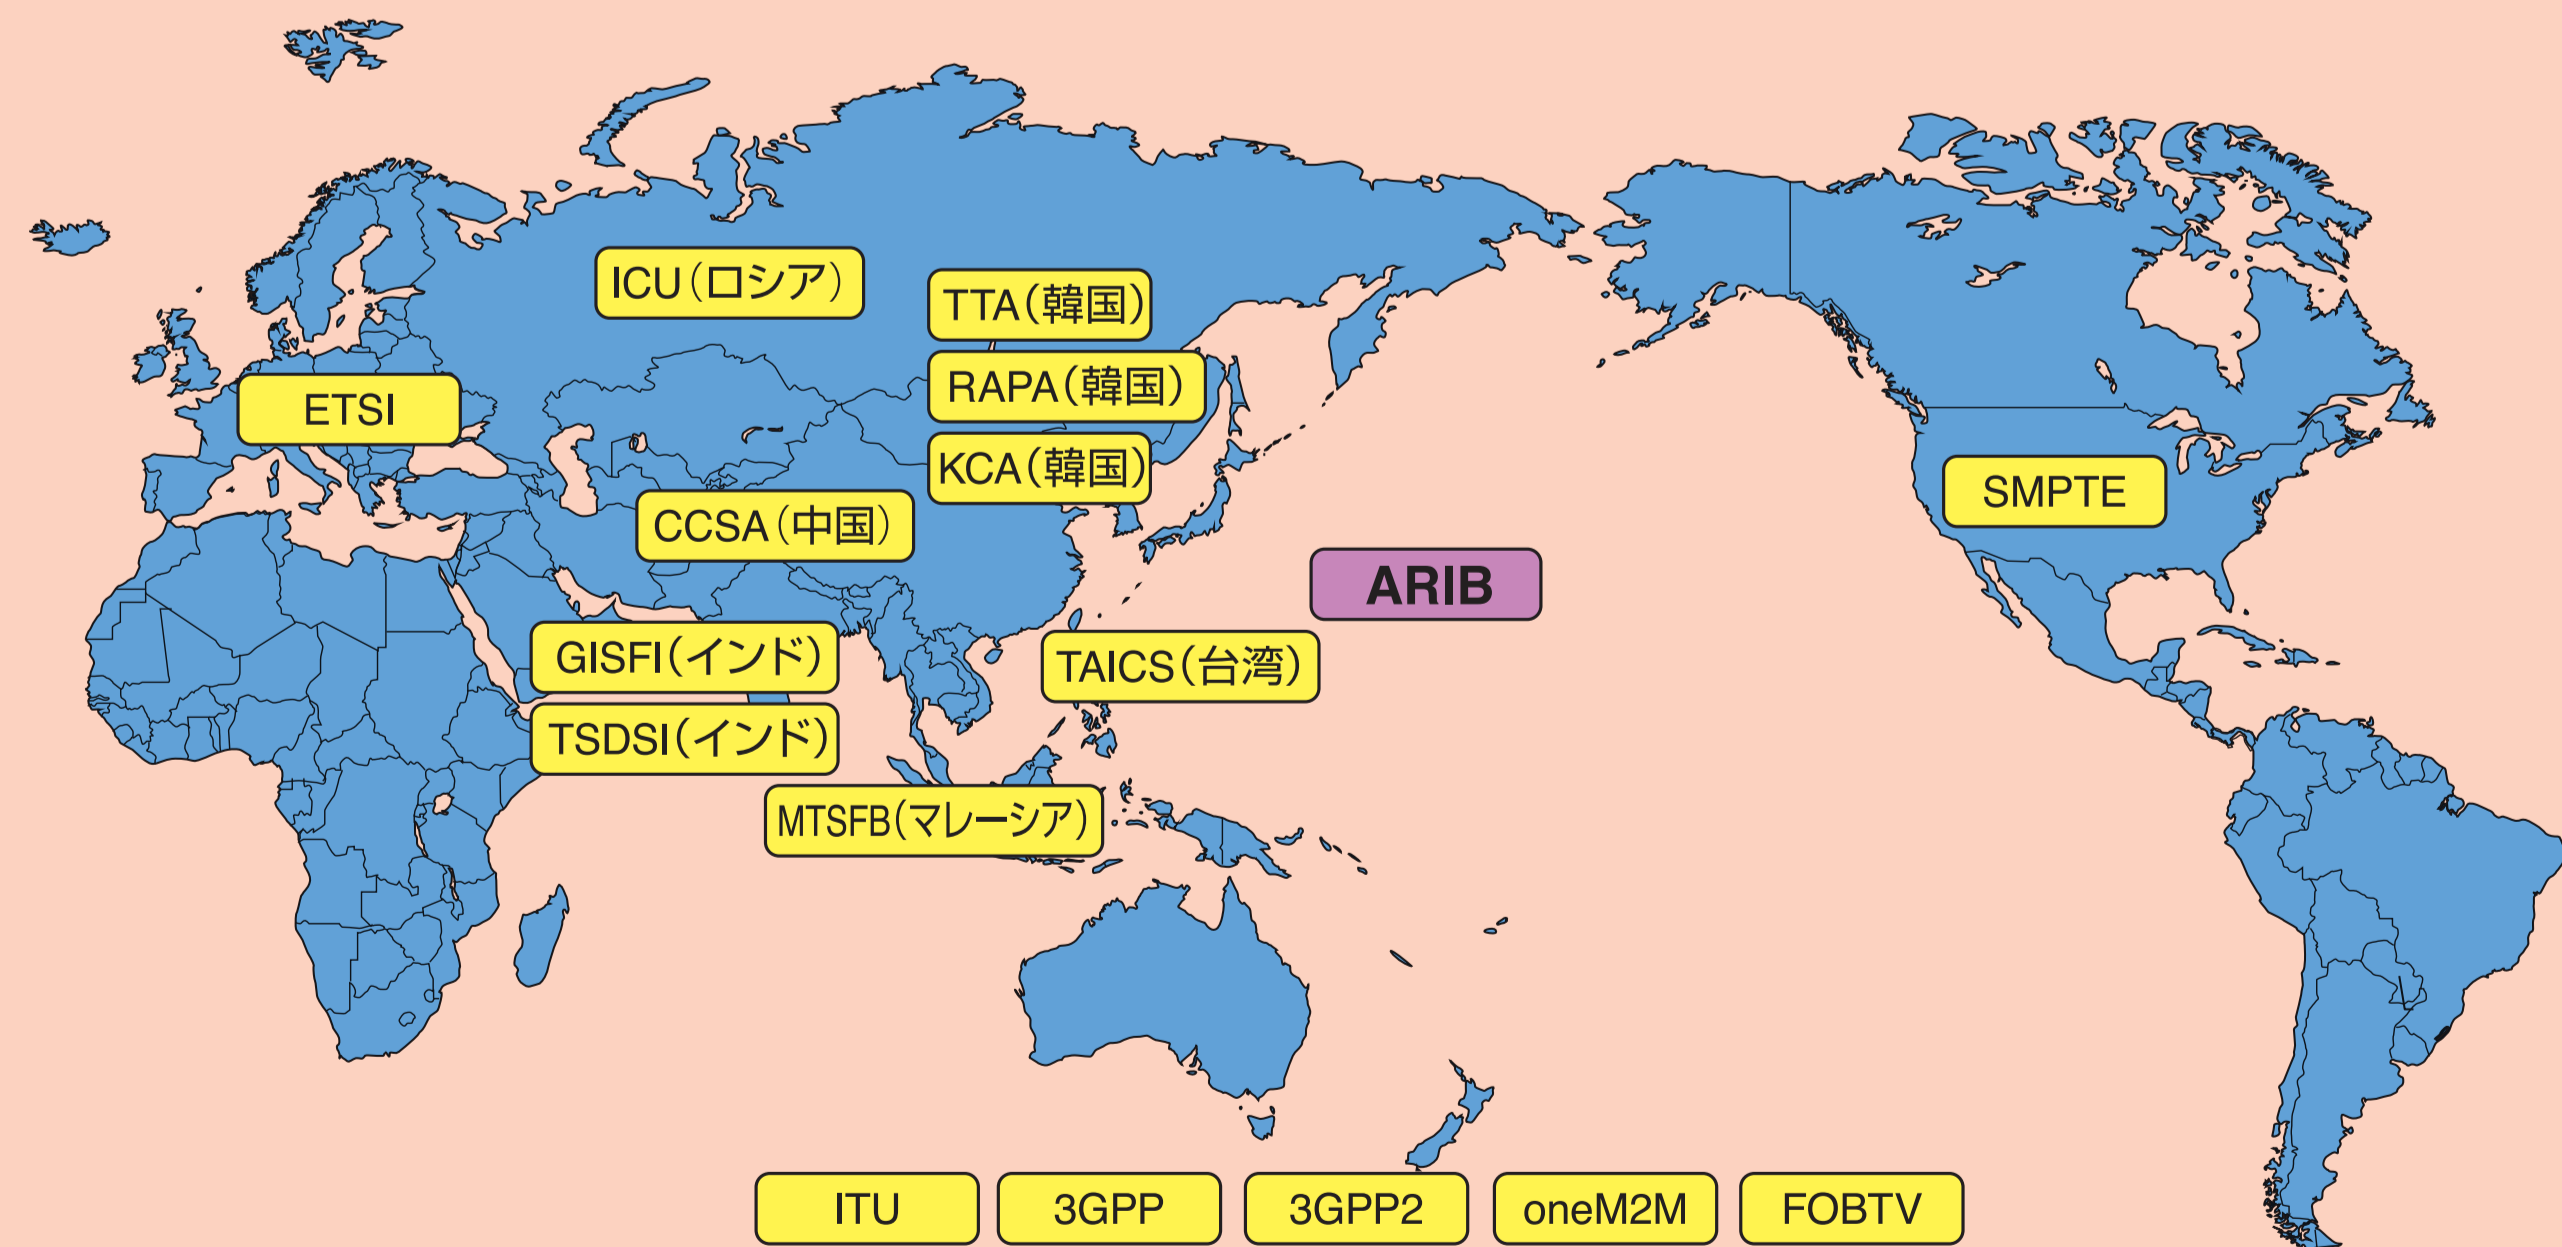 ICU（ロシア）
TTA（韓国）
RAPA（韓国）
ETSI
KCA（韓国）
SMPTE
CCSA（中国）
ARIB
GISFI（インド）
TAICS（台湾）
TSDSI（インド）
MTSFB（マレーシア）
ITU
3GPP
3GPP2
oneM2M
FOBTV